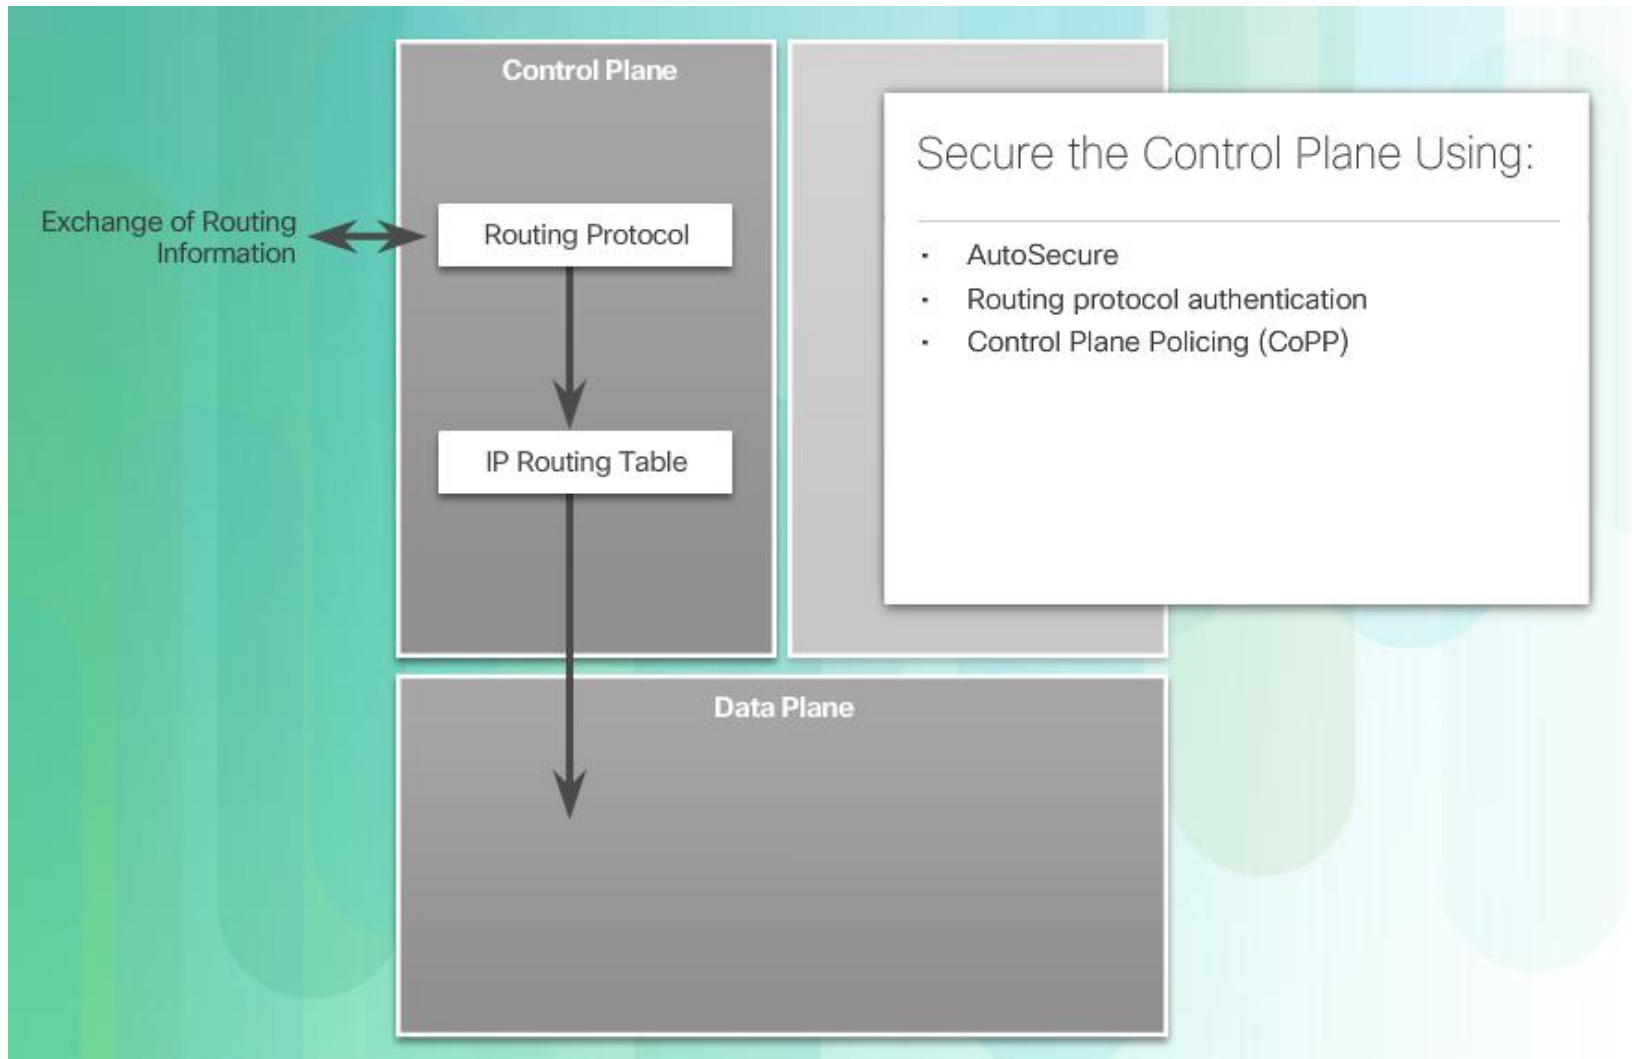 Control Plane
Exchange of Routing
Information
Routing Protocol
IP Routing Table
Data Plane
Secure the Control Plane Using:
· AutoSecure
· Routing protocol authentication
· Control Plane Policing (CoPP)